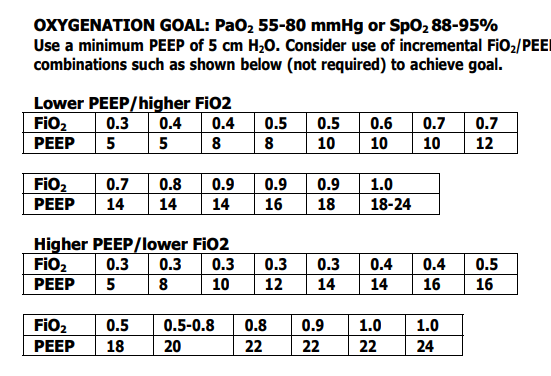 OXYGENATION GOAL: PaO₂ 55-80 mmHg or SpO₂ 88-95%
Use a minimum PEEP of 5 cm H₂O. Consider use of incremental FiO₂/PEE
combinations such as shown below (not required) to achieve goal.
Lower PEEP/higher FiO2
FiO₂ 0.3 0.4 0.4 0.5 0.5 0.6 0.7 0.7
PEEP 5 5 8 8 10 10 10 12
FiO₂ 0.7 0.8 0.9 0.9 0.9 1.0
PEEP 14 14 14 16 18 18-24
Higher PEEP/lower FiO2
FiO₂ 0.3 0.3 0.3 0.3 0.3 0.4 0.4 0.5
PEEP 5 8 10 12 14 14 16 16
FiO₂ 0.5 0.5-0.8 0.8 0.9 1.0 1.0
PEEP 18 20 22 22 22 24